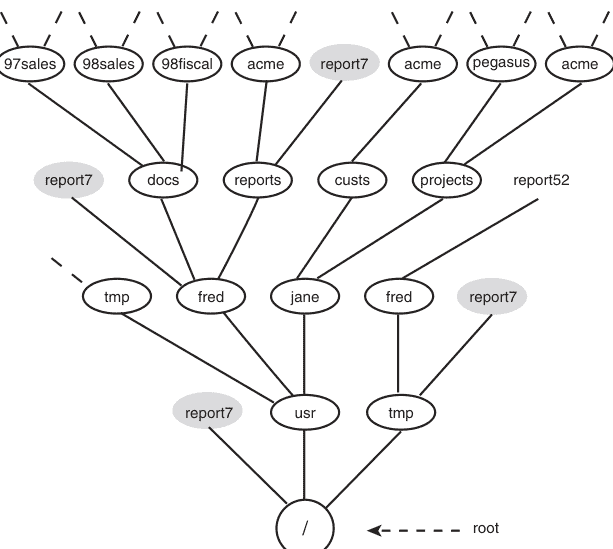 97sales 98sales 98fiscal acme report7 acme pegasus acme
report7 docs reports custs projects report52
tmp fred jane fred report7
report7 usr tmp
/ root